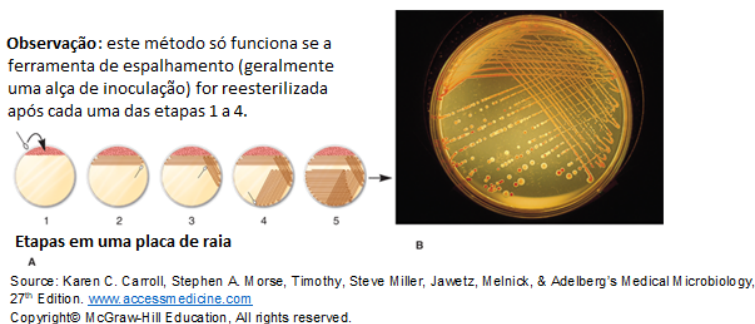 Observação: este método só funciona se a
ferramenta de espalhamento (geralmente
uma alça de inoculação) for reesterilizada
após cada uma das etapas 1 a 4.
1 2 3 4 5
Etapas em uma placa de raia
A
B
Source: Karen C. Carroll, Stephen A. Morse, Timothy, Steve Miller, Jawetz, Melnick, & Adelberg's Medical Microbiology,
27th Edition. www.accessmedicine.com
Copyright© McGraw-Hill Education, All rights reserved.